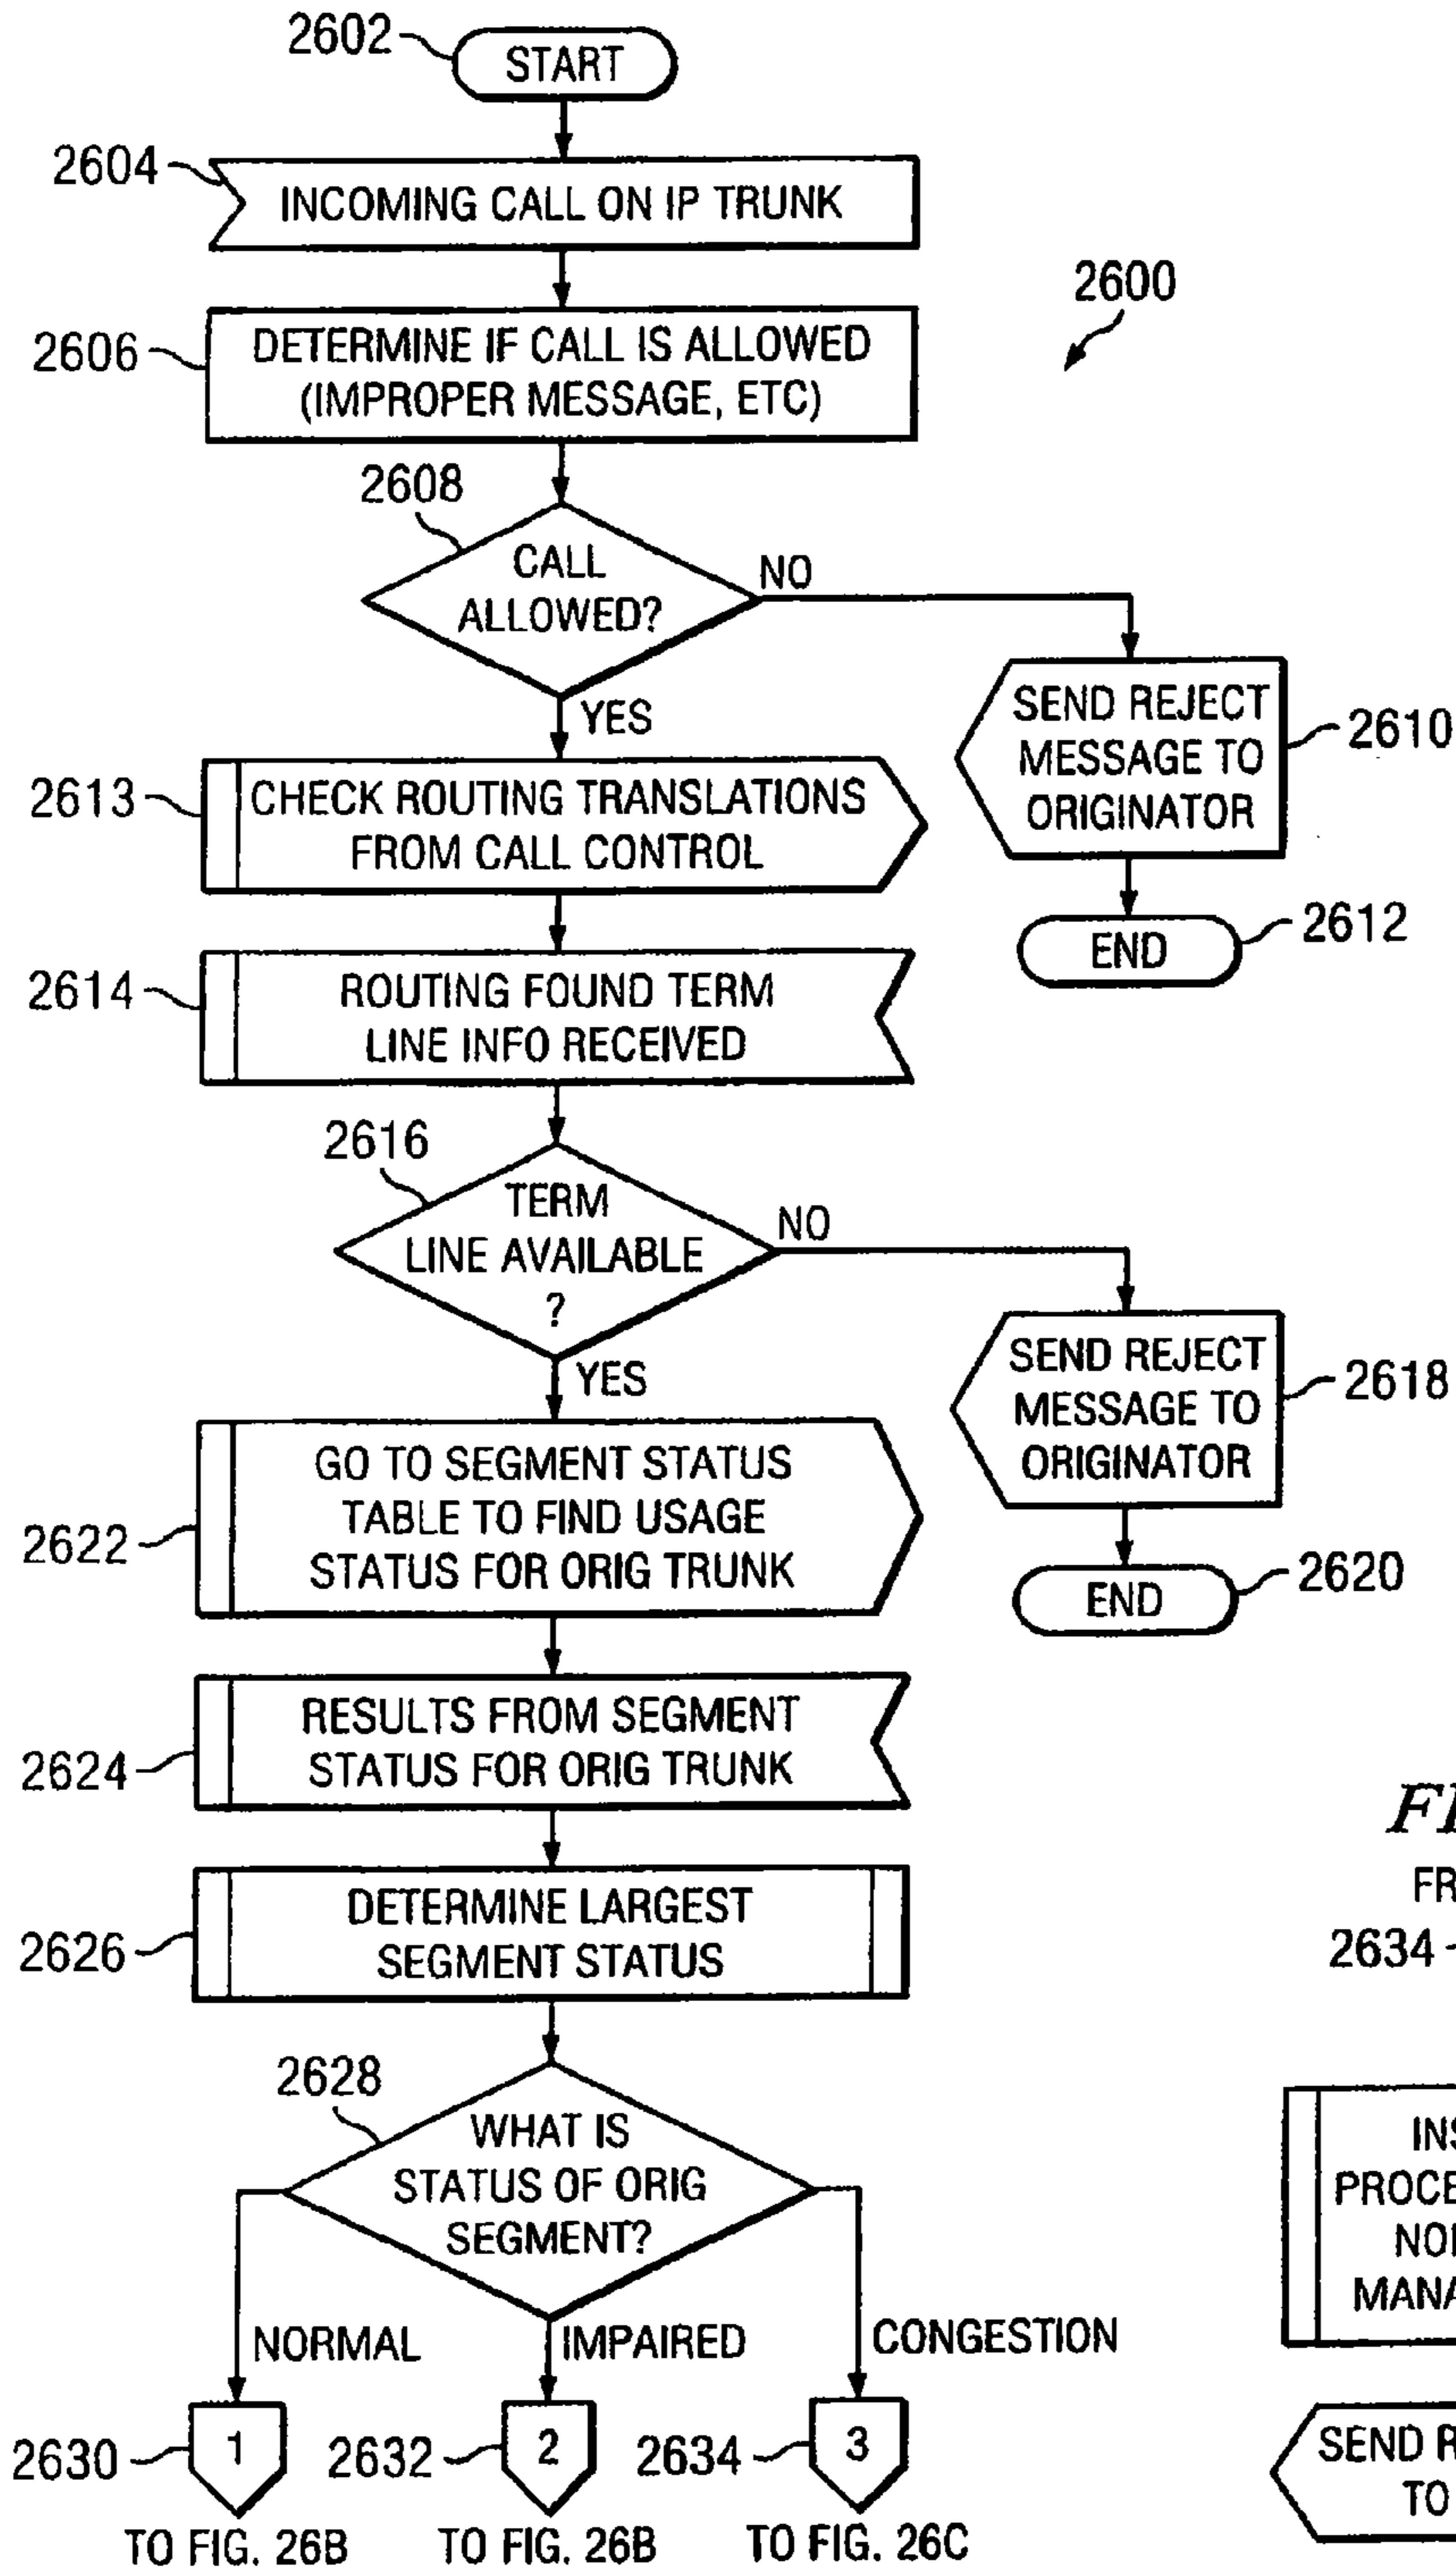 2602
START
2604
INCOMING CALL ON IP TRUNK
2600
2606
DETERMINE IF CALL IS ALLOWED
(IMPROPER MESSAGE, ETC)
2608
CALL
ALLOWED?
NO
YES
SEND REJECT
MESSAGE TO
ORIGINATOR
2610
END
2612
2613
CHECK ROUTING TRANSLATIONS
FROM CALL CONTROL
2614
ROUTING FOUND TERM
LINE INFO RECEIVED
2616
TERM
LINE AVAILABLE
?
NO
YES
SEND REJECT
MESSAGE TO
ORIGINATOR
2618
END
2620
2622
GO TO SEGMENT STATUS
TABLE TO FIND USAGE
STATUS FOR ORIG TRUNK
2624
RESULTS FROM SEGMENT
STATUS FOR ORIG TRUNK
2626
DETERMINE LARGEST
SEGMENT STATUS
2628
WHAT IS
STATUS OF ORIG
SEGMENT?
NORMAL
IMPAIRED
CONGESTION
2630
1
2632
2
2634
3
TO FIG. 26B
TO FIG. 26B
TO FIG. 26C
2634
SEND
TO